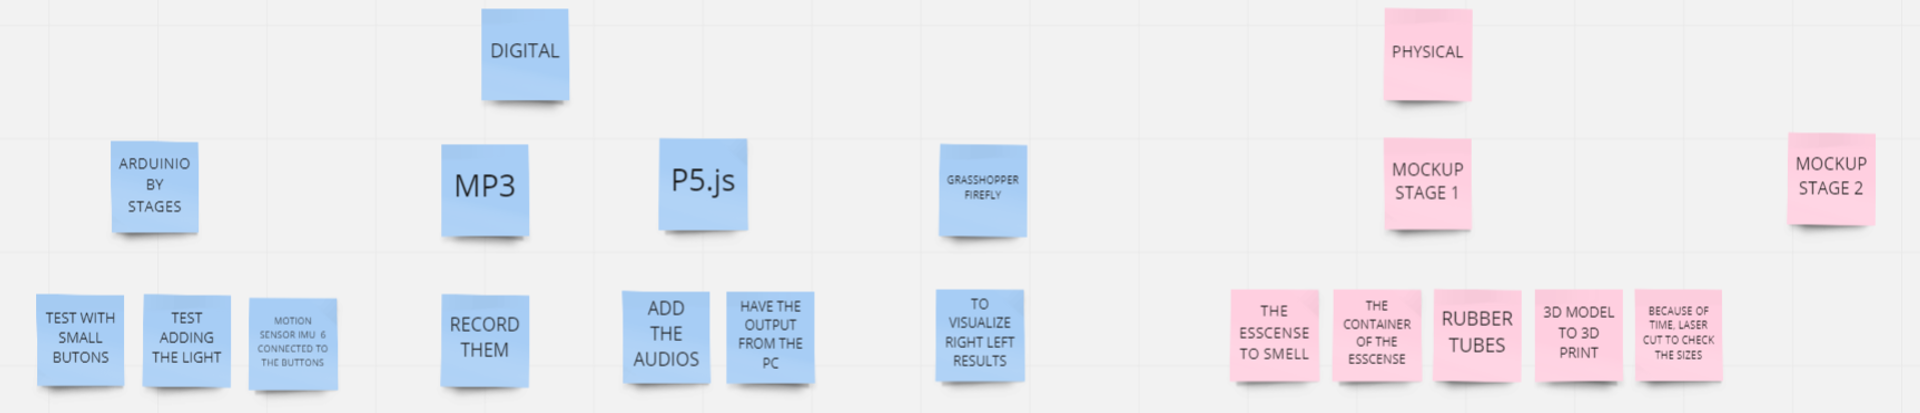 DIGITAL
PHYSICAL
ARDUINIO
BY
STAGES
MP3
P5.js
GRASSHOPPER
FIREFLY
MOCKUP
STAGE 1
MOCKUP
STAGE 2
TEST WITH
SMALL
BUTONS
TEST
ADDING
THE LIGHT
MOTION
SENSOR IMU 6
CONNECTED TO
THE BUTTONS
RECORD
THEM
ADD
THE
AUDIOS
HAVE THE
OUTPUT
FROM THE
PC
TO
VISUALIZE
RIGHT LEFT
RESULTS
THE
ESSCENSE
TO SMELL
THE
CONTAINER
OF THE
ESSCENSE
RUBBER
TUBES
3D MODEL
TO 3D
PRINT
BECAUSE OF
TIME, LASER
CUT TO CHECK
THE SIZES